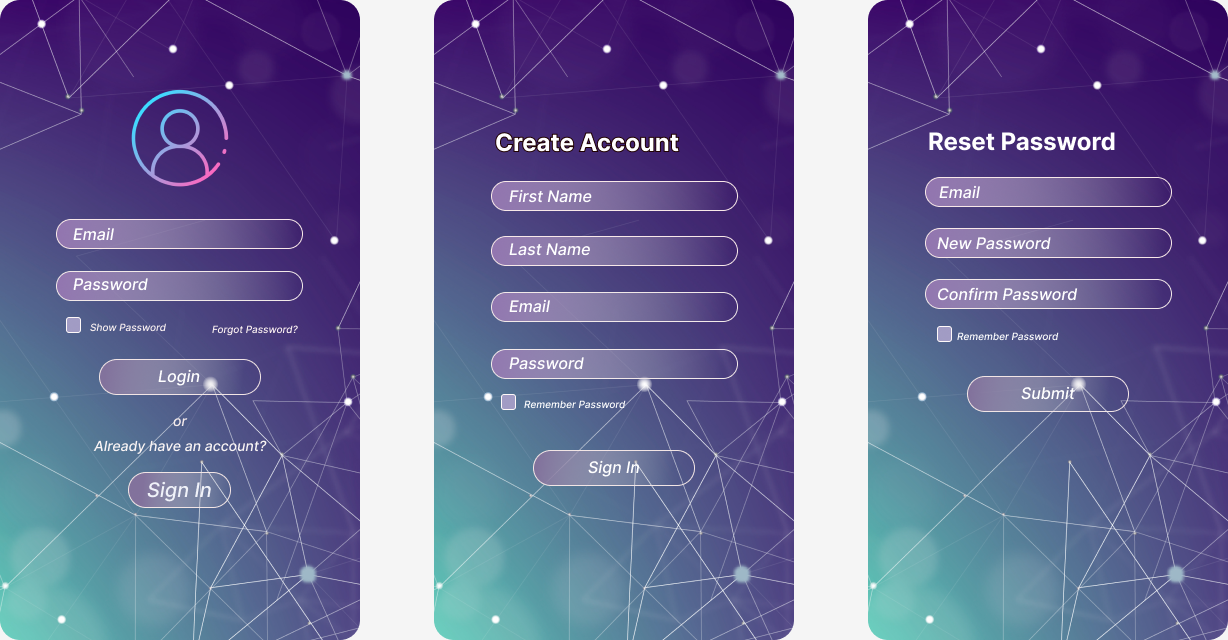 Email
Password
Show Password
Forgot Password?
Login
or
Already have an account?
Sign In
Create Account
First Name
Last Name
Email
Password
Remember Password
Sign In
Reset Password
Email
New Password
Confirm Password
Remember Password
Submit